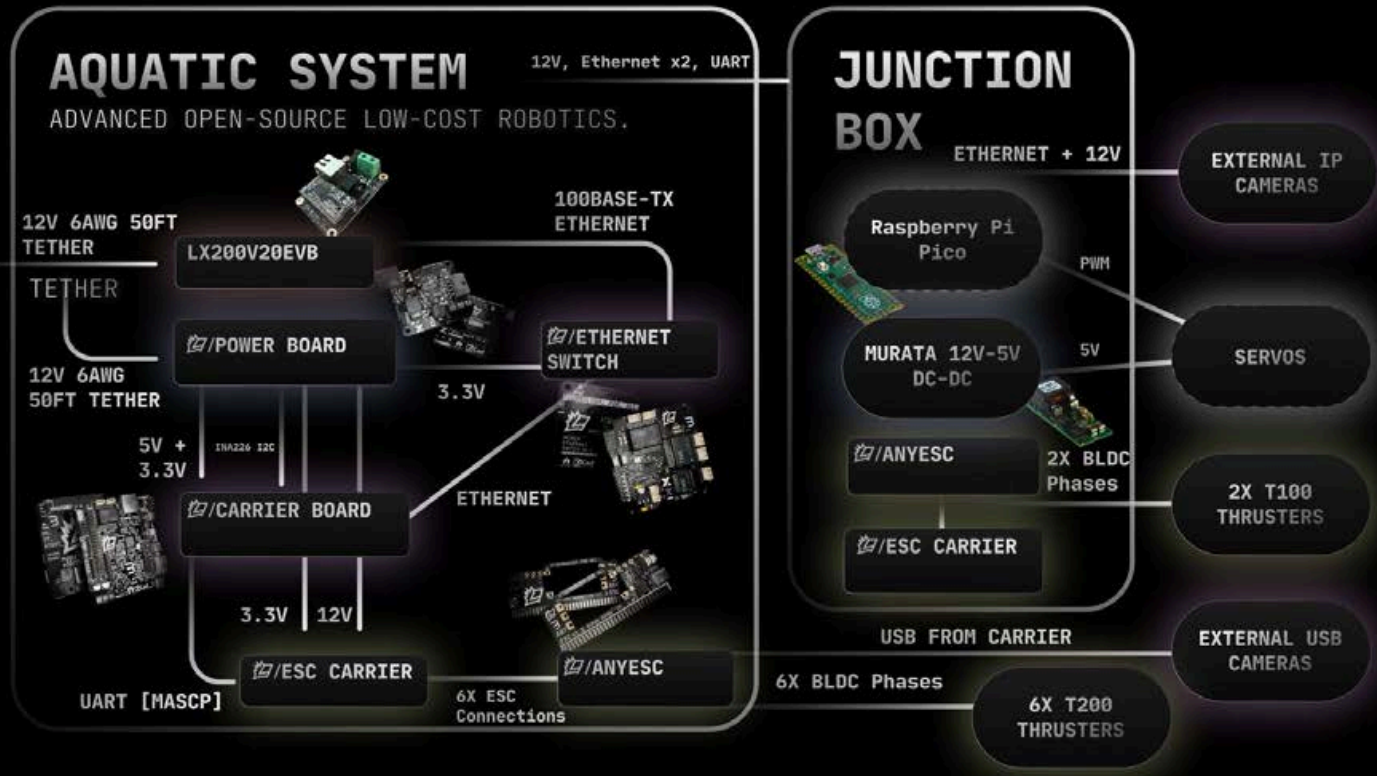 AQUATIC SYSTEM
ADVANCED OPEN-SOURCE LOW-COST ROBOTICS.
12V, Ethernet x2, UART
JUNCTION
BOX
ETHERNET + 12V
EXTERNAL IP
CAMERAS
12V 6AWG 50FT
TETHER
TETHER
LX200V20EVB
100BASE-TX
ETHERNET
Raspberry Pi
Pico
PWM
/POWER BOARD
/ETHERNET
SWITCH
3.3V
12V 6AWG
50FT TETHER
MURATA 12V-5V
DC-DC
5V
SERVOS
5V +
3.3V
INA226 I2C
/CARRIER BOARD
ETHERNET
/ANYESC
2X BLDC
Phases
2X T100
THRUSTERS
/ESC CARRIER
3.3V
12V
UART [MASCP]
/ESC CARRIER
6X ESC
Connections
/ANYESC
USB FROM CARRIER
EXTERNAL USB
CAMERAS
6X BLDC Phases
6X T200
THRUSTERS